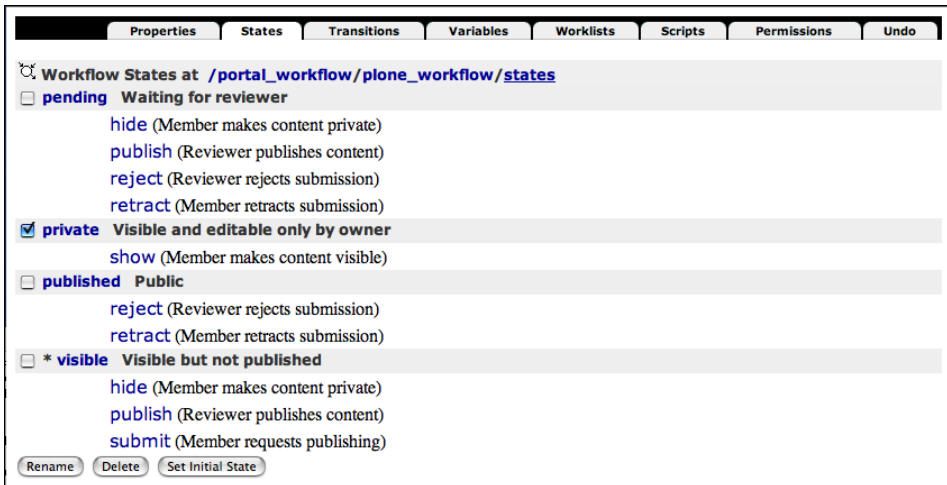 Properties States Transitions Variables Worklists Scripts Permissions Undo
Workflow States at /portal_workflow/plone_workflow/states
pending Waiting for reviewer
hide (Member makes content private)
publish (Reviewer publishes content)
reject (Reviewer rejects submission)
retract (Member retracts submission)
private Visible and editable only by owner
show (Member makes content visible)
published Public
reject (Reviewer rejects submission)
retract (Member retracts submission)
* visible Visible but not published
hide (Member makes content private)
publish (Reviewer publishes content)
submit (Member requests publishing)
Rename Delete Set Initial State